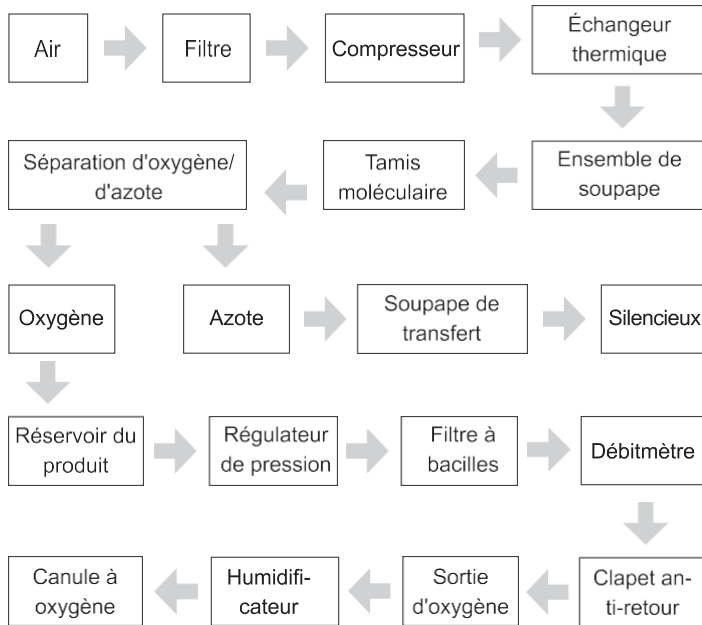 Air
Filtre
Compresseur
Échangeur
thermique
Séparation d'oxygène/
d'azote
Tamis
moléculaire
Ensemble de
soupape
Oxygène
Azote
Soupape de
transfert
Silencieux
Réservoir du
produit
Régulateur
de pression
Filtre à
bacilles
Débitmètre
Canule à
oxygène
Humidifi-
cateur
Sortie
d'oxygène
Clapet an-
ti-retour